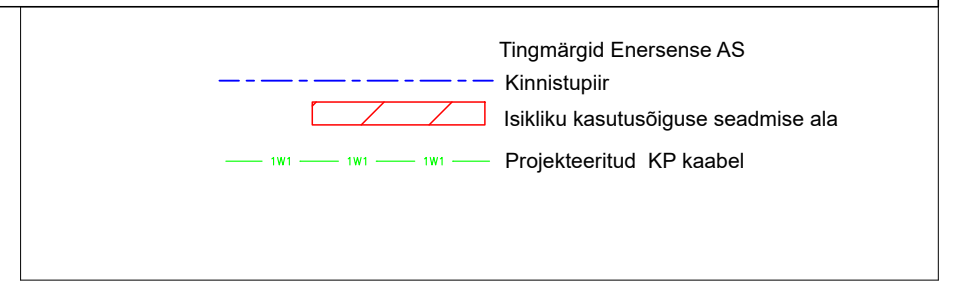 Tingmärgid Enersense AS
Kinnistupiir
Isikliku kasutusõiguse seadmise ala
1W1 1W1 1W1 Projekteeritud KP kaabel